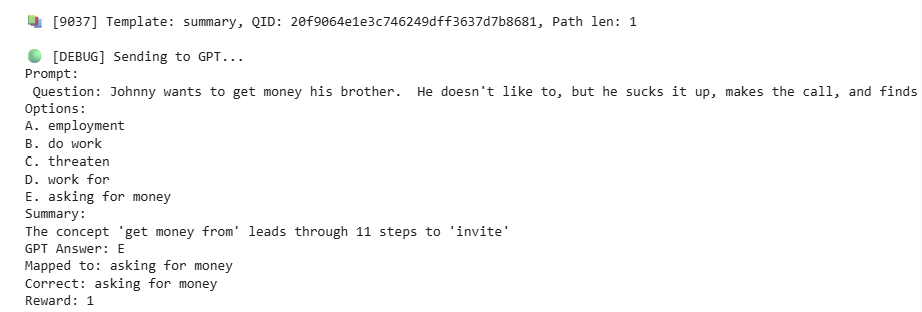 [9037] Template: summary, QID: 20f9064e1e3c746249dff3637d7b8681, Path len: 1
[DEBUG] Sending to GPT...
Prompt:
Question: Johnny wants to get money his brother.  He doesn't like to, but he sucks it up, makes the call, and finds
Options:
A. employment
B. do work
C. threaten
D. work for
E. asking for money
Summary:
The concept 'get money from' leads through 11 steps to 'invite'
GPT Answer: E
Mapped to: asking for money
Correct: asking for money
Reward: 1